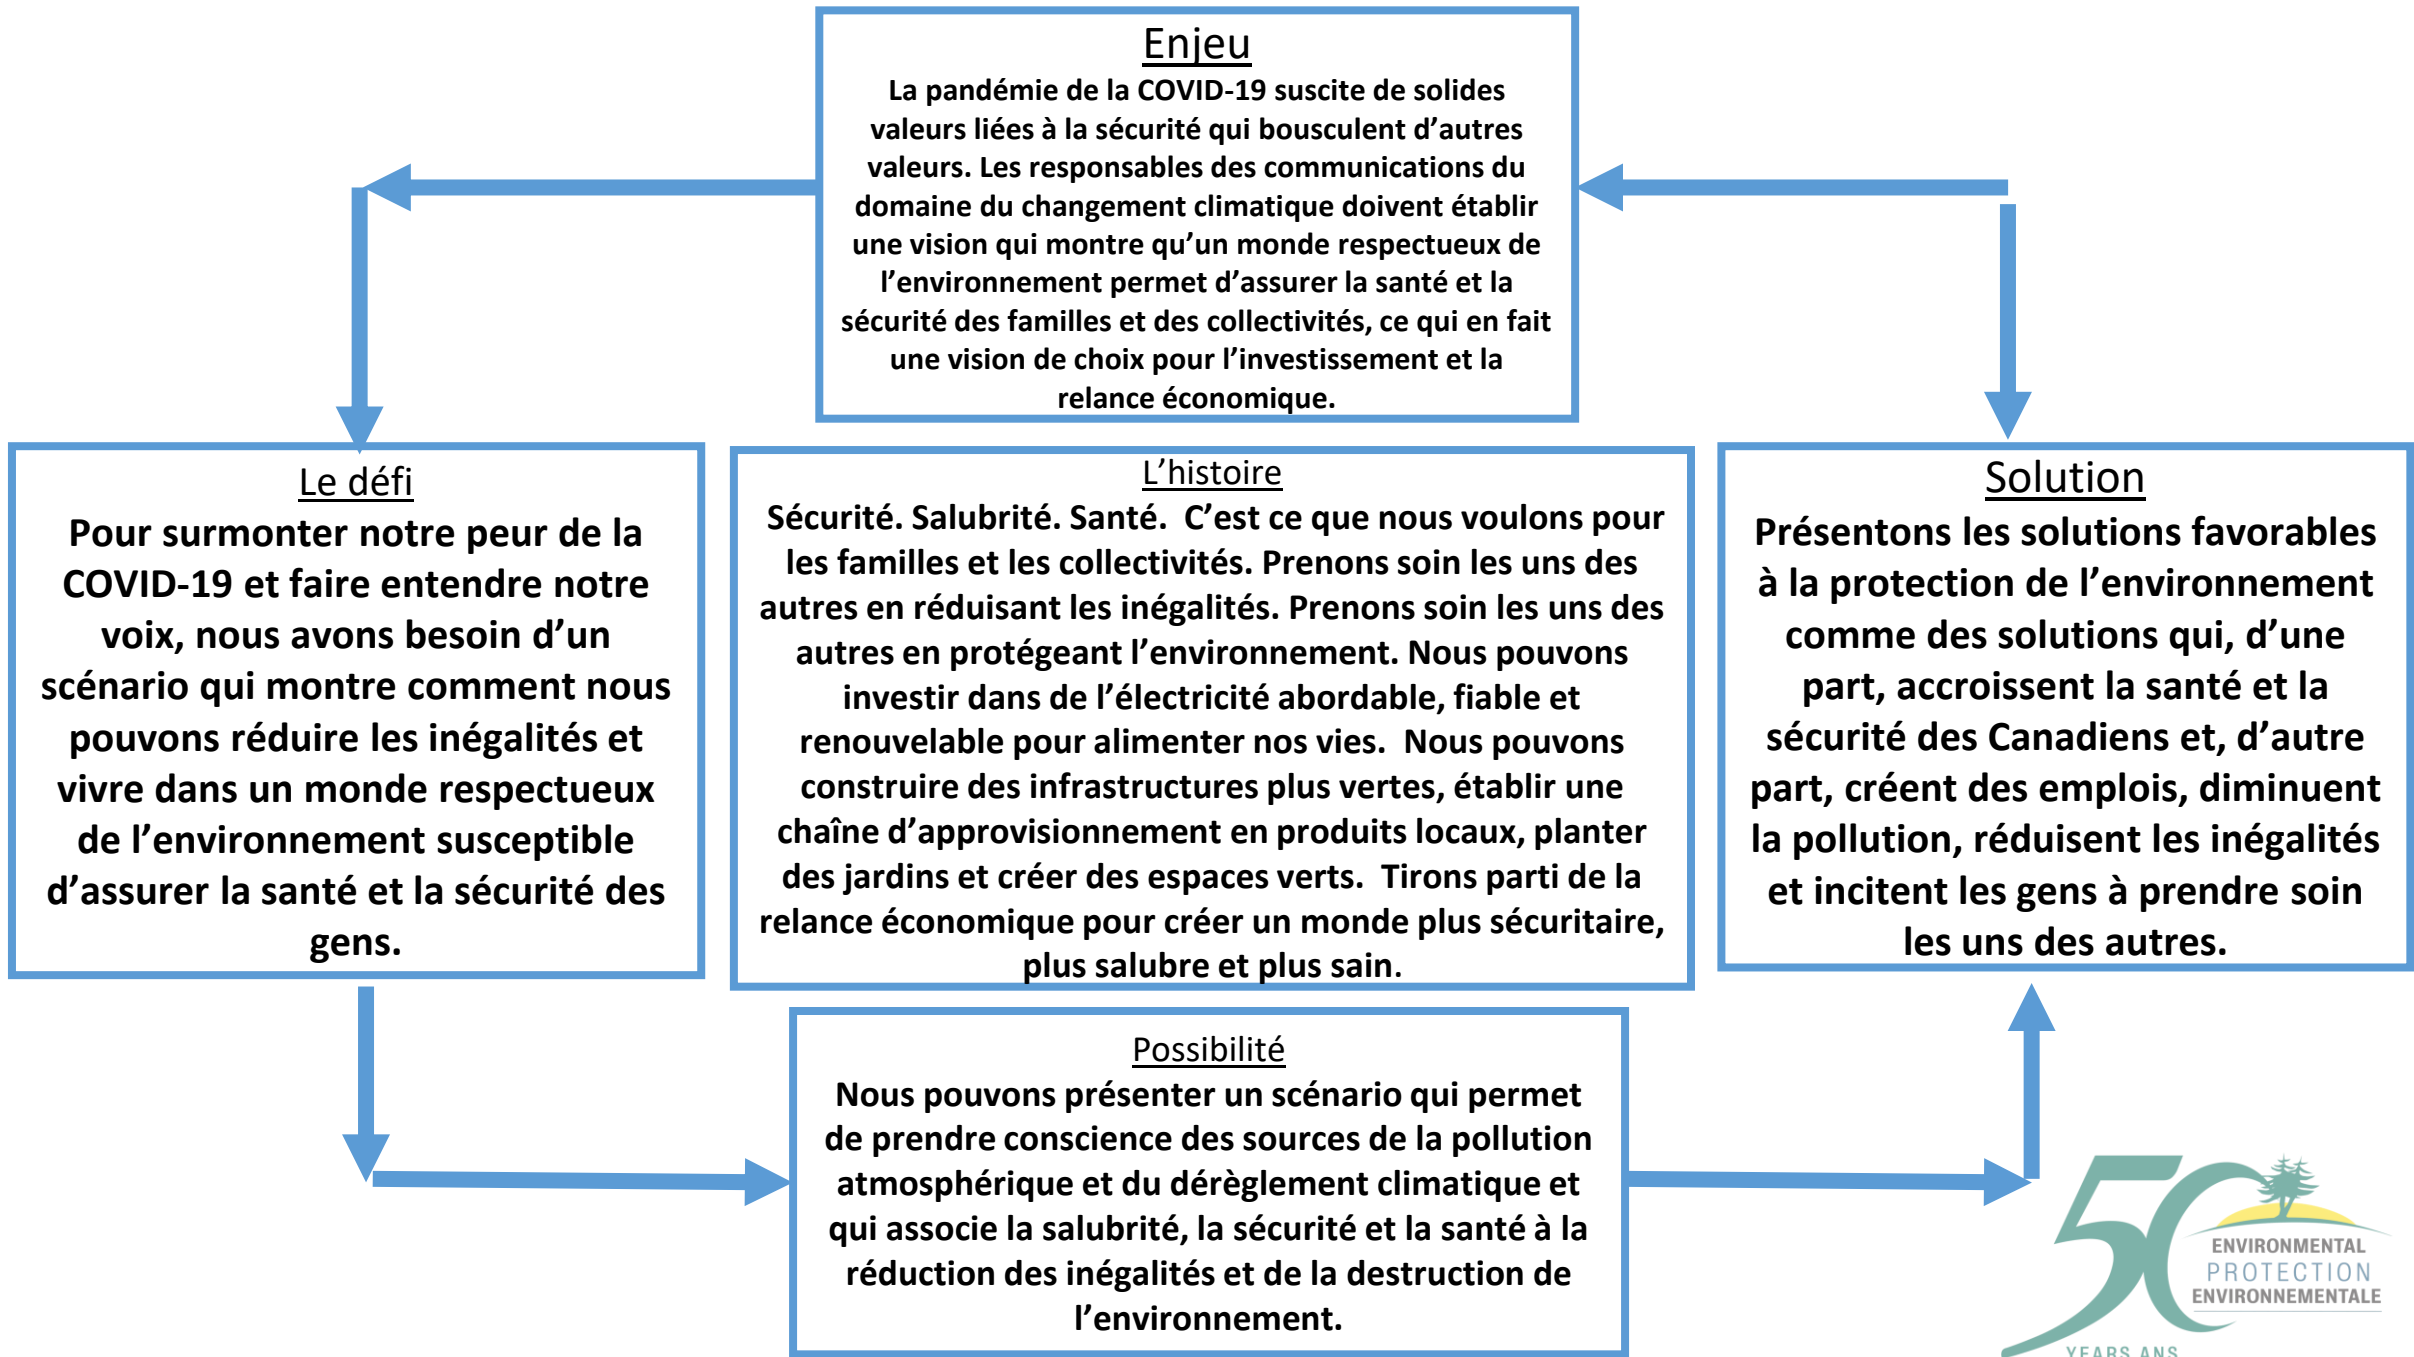 Enjeu
La pandémie de la COVID-19 suscite de solides
valeurs liées à la sécurité qui bousculent d’autres
valeurs. Les responsables des communications du
domaine du changement climatique doivent établir
une vision qui montre qu’un monde respectueux de
l’environnement permet d’assurer la santé et la
sécurité des familles et des collectivités, ce qui en fait
une vision de choix pour l’investissement et la
relance économique.
Le défi
Pour surmonter notre peur de la
COVID-19 et faire entendre notre
voix, nous avons besoin d’un
scénario qui montre comment nous
pouvons réduire les inégalités et
vivre dans un monde respectueux
de l’environnement susceptible
d’assurer la santé et la sécurité des
gens.
L’histoire
Sécurité. Salubrité. Santé.  C’est ce que nous voulons pour
les familles et les collectivités. Prenons soin les uns des
autres en réduisant les inégalités. Prenons soin les uns des
autres en protégeant l’environnement. Nous pouvons
investir dans de l’électricité abordable, fiable et
renouvelable pour alimenter nos vies.  Nous pouvons
construire des infrastructures plus vertes, établir une
chaîne d’approvisionnement en produits locaux, planter
des jardins et créer des espaces verts.  Tirons parti de la
relance économique pour créer un monde plus sécuritaire,
plus salubre et plus sain.
Solution
Présentons les solutions favorables
à la protection de l’environnement
comme des solutions qui, d’une
part, accroissent la santé et la
sécurité des Canadiens et, d’autre
part, créent des emplois, diminuent
la pollution, réduisent les inégalités
et incitent les gens à prendre soin
les uns des autres.
Possibilité
Nous pouvons présenter un scénario qui permet
de prendre conscience des sources de la pollution
atmosphérique et du dérèglement climatique et
qui associe la salubrité, la sécurité et la santé à la
réduction des inégalités et de la destruction de
l’environnement.
50
ENVIRONMENTAL
PROTECTION
ENVIRONNEMENTALE
YEARS ANS